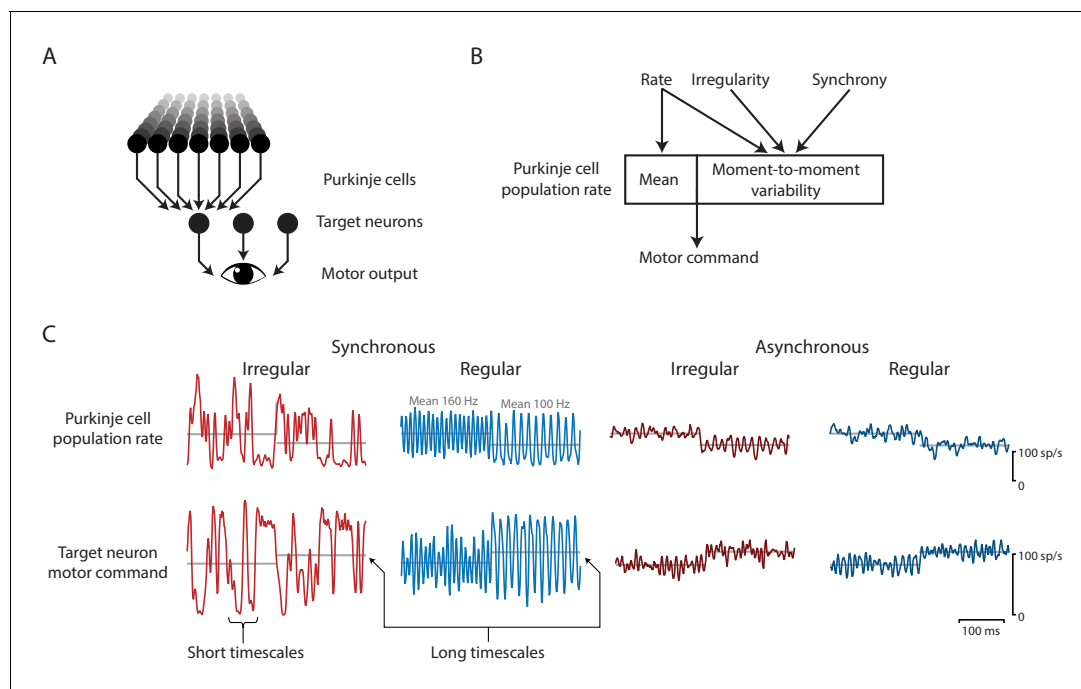 A
Purkinje cells
Target neurons
Motor output
B
Rate Irregularity Synchrony
Purkinje cell
population rate
Mean
Moment-to-moment
variability
Motor command
C
Synchronous
Asynchronous
Irregular
Regular
Irregular
Regular
Purkinje cell
population rate
Mean 160 Hz
Mean 100 Hz
100 sp/s
0
Target neuron
motor command
100 sp/s
0
100 ms
Short timescales
Long timescales